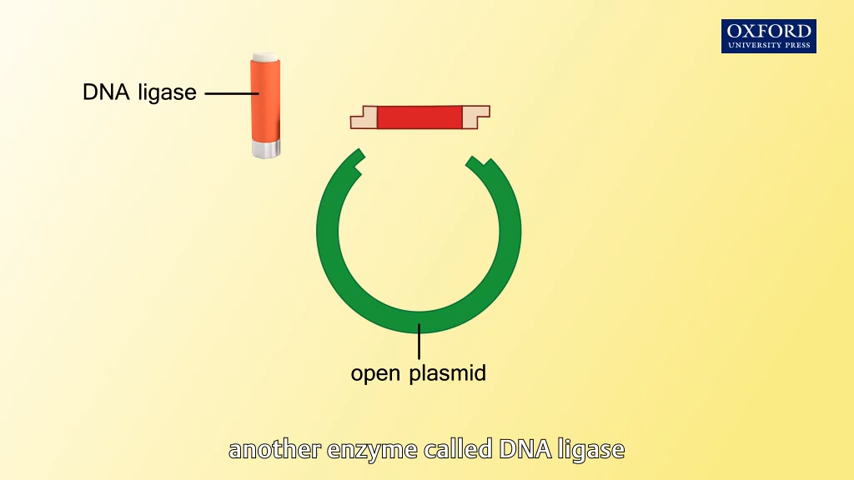 OXFORD
UNIVERSITY PRESS
DNA ligase
open plasmid
another enzyme called DNA ligase